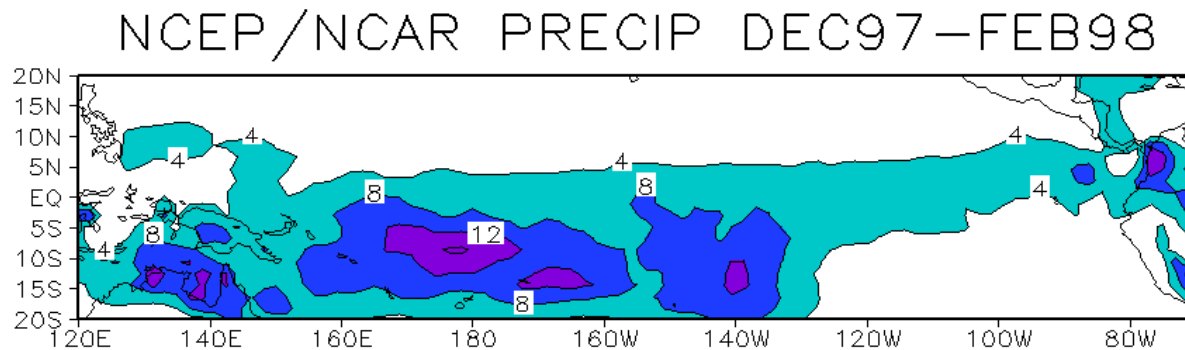 NCEP/NCAR PRECIP DEC97-FEB98
20N
15N
10N
5N
EQ
5S
10S
15S
20S
4
4
4
4
4
8
8
8
12
4
8
120E 140E 160E 180 160W 140W 120W 100W 80W